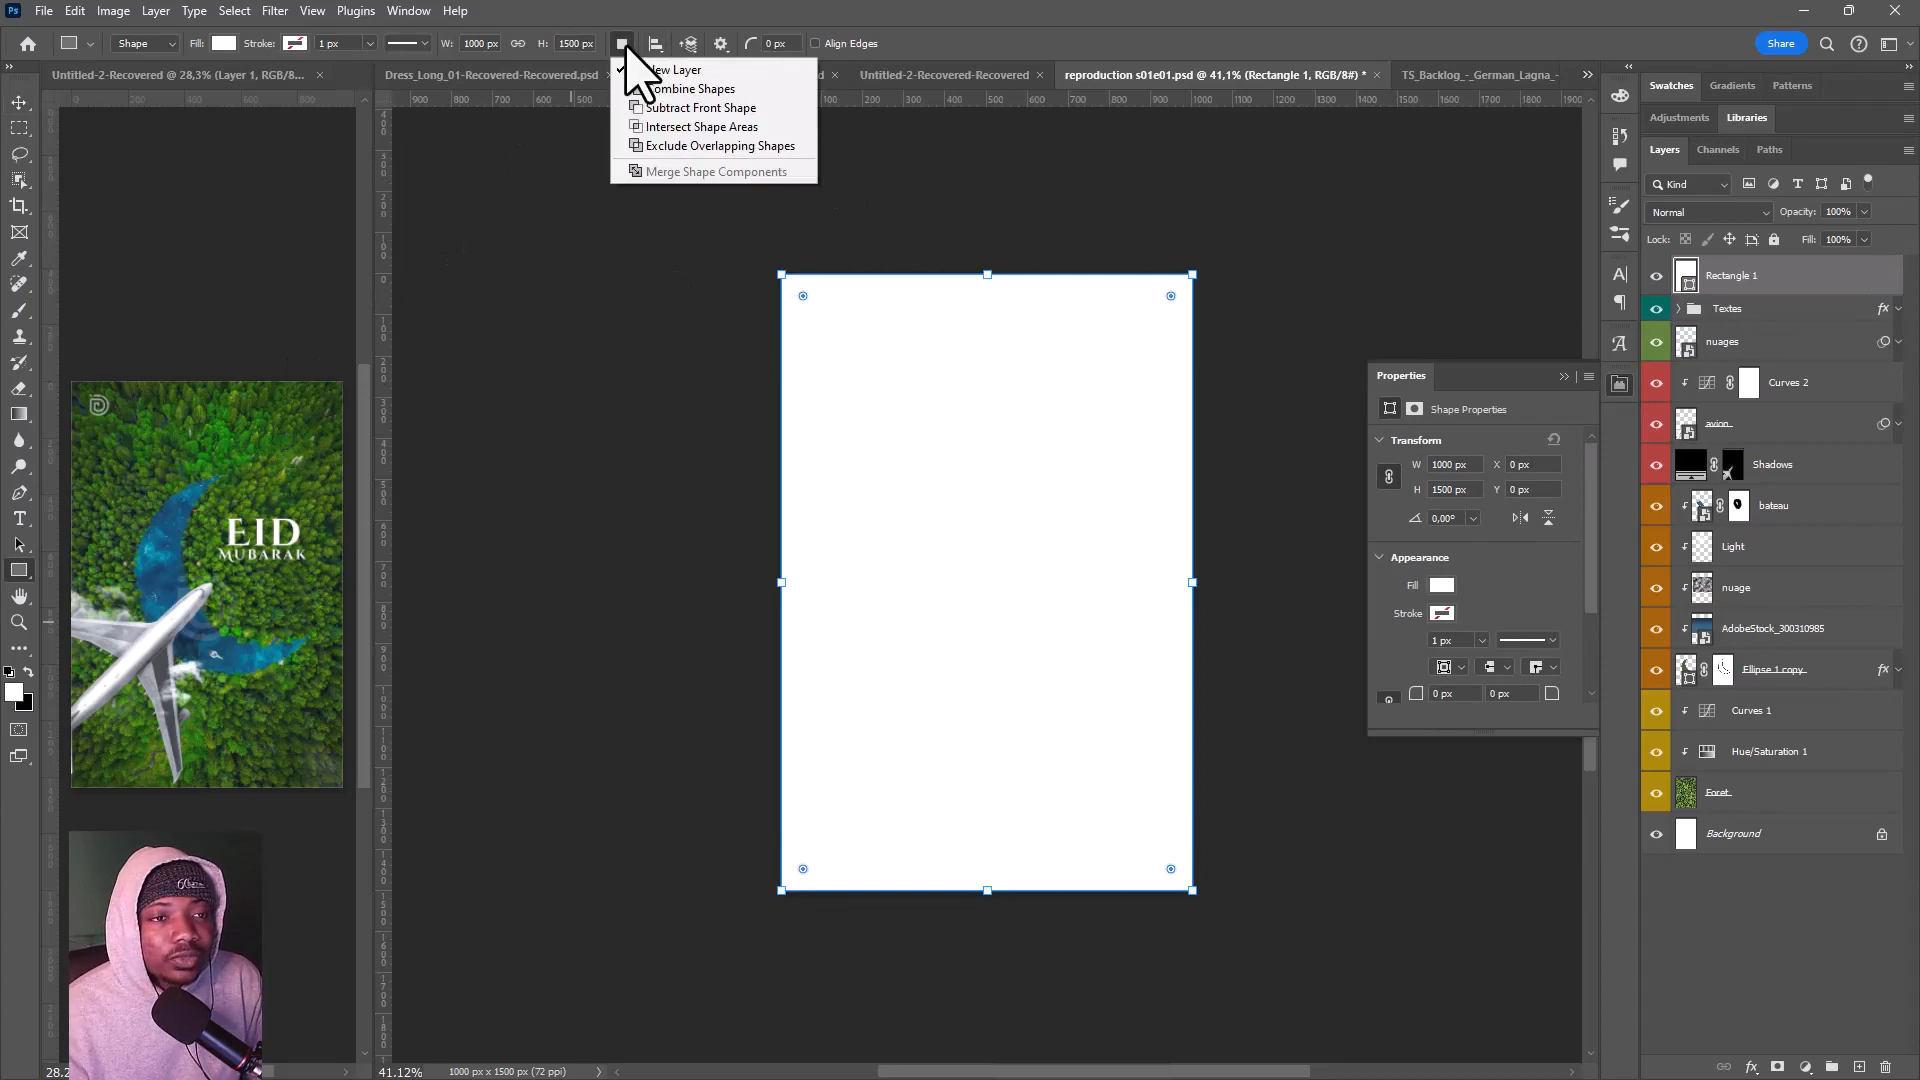 Ps File Edit Image Layer Type Select Filter View Plugins Window Help
Shape Fill: Stroke: 1 px W: 1000 px H: 1500 px 0 px Align Edges Share
Untitled-2-Recovered @ 28,3% (Layer 1, RGB/8... ×
Dress_Long_01-Recovered-Recovered.psd
Untitled-2-Recovered-Recovered ×
reproduction s01e01.psd @ 41,1% (Rectangle 1, RGB/8#) * ×
TS_Backlog_-_German_Lagna_-
Combine Shapes
Subtract Front Shape
Intersect Shape Areas
Exclude Overlapping Shapes
Merge Shape Components
EID
MUBARAK
Properties
Shape Properties
Transform
W 1000 px X 0 px
H 1500 px Y 0 px
0,00°
Appearance
Fill
Stroke
1 px
0 px 0 px
Swatches Gradients Patterns
Adjustments Libraries
Layers Channels Paths
Kind
Normal Opacity: 100%
Lock: Fill: 100%
Rectangle 1
Textes fx
nuages
Curves 2
avion
Shadows
bateau
Light
nuage
AdobeStock_300310985
Ellipse 1 copy fx
Curves 1
Hue/Saturation 1
Foret
Background
41.12% 1000 px x 1500 px (72 ppi)